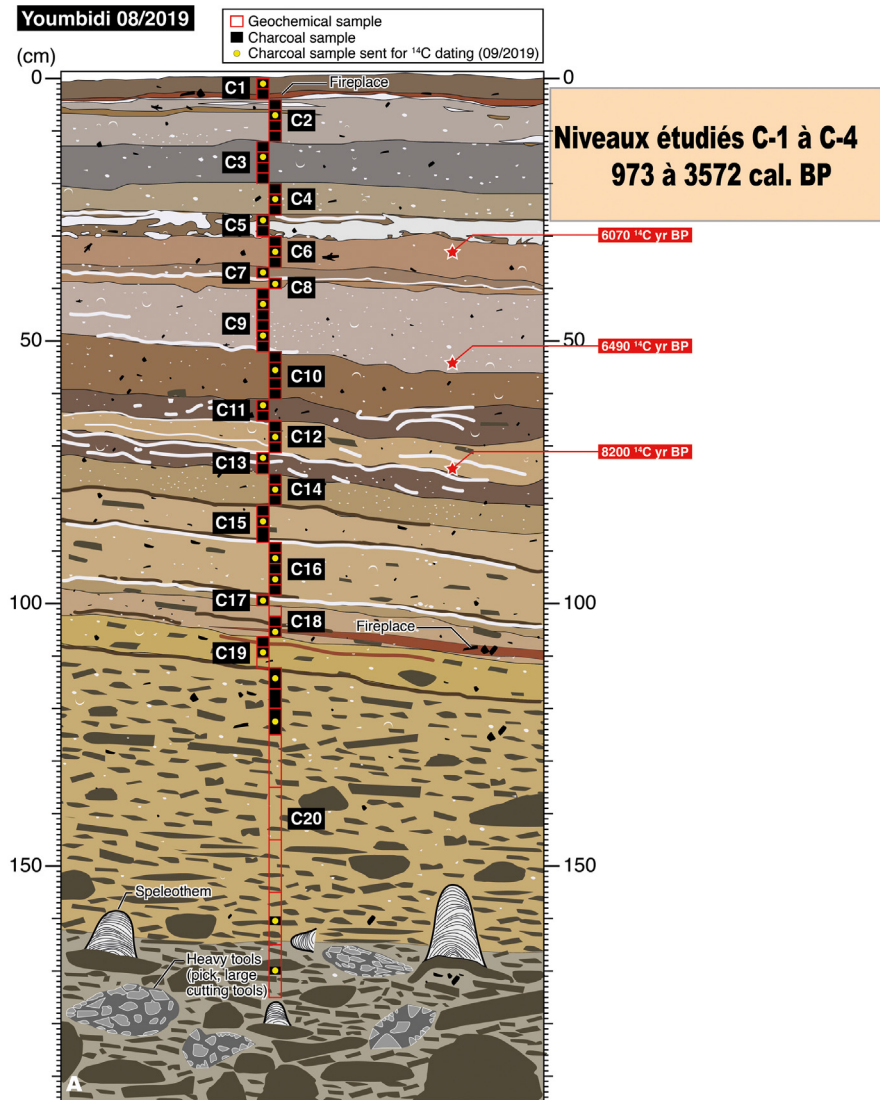 Youmbidi 08/2019
Geochemical sample
Charcoal sample
Charcoal sample sent for ¹⁴C dating (09/2019)
(cm)
0
0
C1
Fireplace
C2
Niveaux étudiés C-1 à C-4
973 à 3572 cal. BP
C3
C4
C5
6070 ¹⁴C yr BP
C6
C7
C8
C9
50
50
6490 ¹⁴C yr BP
C10
C11
C12
8200 ¹⁴C yr BP
C13
C14
C15
C16
C17
100
100
C18
Fireplace
C19
C20
150
150
Speleothem
Heavy tools
(pick, large
cutting tools)
A